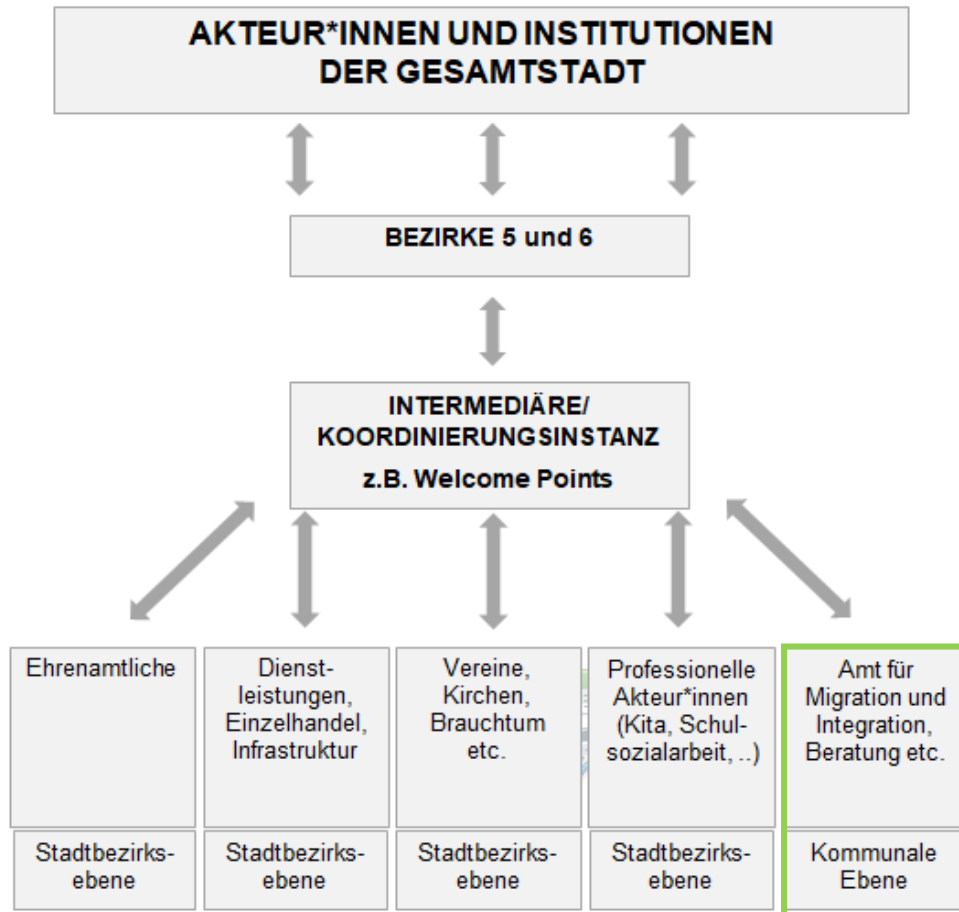 AKTEUR*INNEN UND INSTITUTIONEN
DER GESAMTSTADT
BEZIRKE 5 und 6
INTERMEDIÄRE/
KOORDINIERUNGSINSTANZ
z.B. Welcome Points
Ehrenamtliche
Dienst-
leistungen,
Einzelhandel,
Infrastruktur
Vereine,
Kirchen,
Brauchtum
etc.
Professionelle
Akteur*innen
(Kita, Schul-
sozialarbeit, ..)
Amt für
Migration und
Integration,
Beratung etc.
Stadtbezirks-
ebene
Stadtbezirks-
ebene
Stadtbezirks-
ebene
Stadtbezirks-
ebene
Kommunale
Ebene